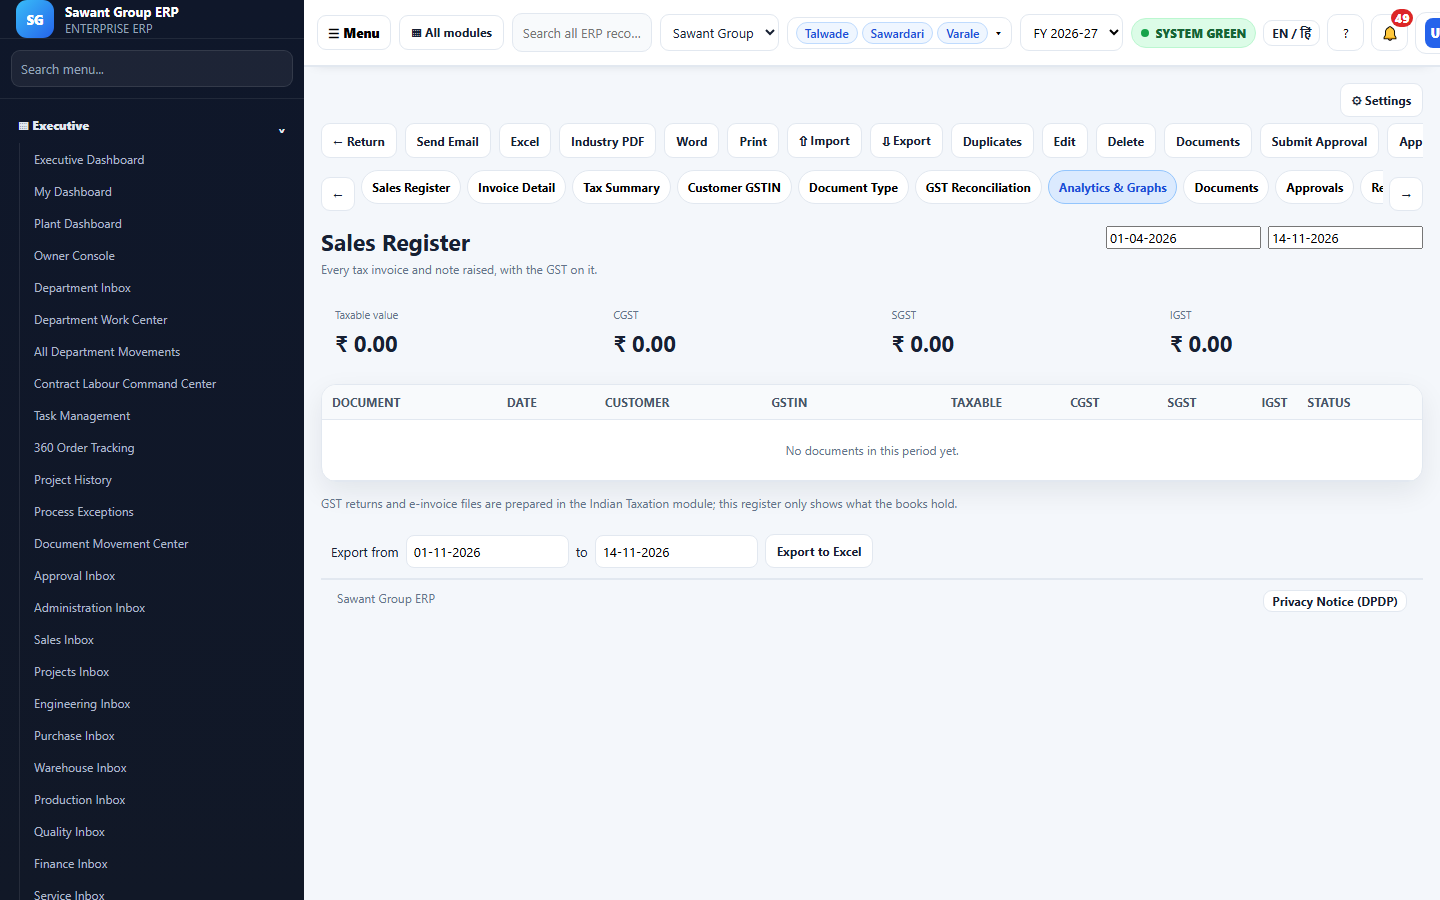 SG
Sawant Group ERP
ENTERPRISE ERP
☰ Menu
All modules
Search all ERP reco...
Sawant Group
Talwade
Sawardari
Varale
FY 2026-27
SYSTEM GREEN
EN / हिं
?
49
U
Search menu...
⚙ Settings
Executive
Executive Dashboard
My Dashboard
Plant Dashboard
Owner Console
Department Inbox
Department Work Center
All Department Movements
Contract Labour Command Center
Task Management
360 Order Tracking
Project History
Process Exceptions
Document Movement Center
Approval Inbox
Administration Inbox
Sales Inbox
Projects Inbox
Engineering Inbox
Purchase Inbox
Warehouse Inbox
Production Inbox
Quality Inbox
Finance Inbox
Service Inbox
← Return
Send Email
Excel
Industry PDF
Word
Print
⇧ Import
⇩ Export
Duplicates
Edit
Delete
Documents
Submit Approval
App
←
Sales Register
Invoice Detail
Tax Summary
Customer GSTIN
Document Type
GST Reconciliation
Analytics & Graphs
Documents
Approvals
Re
→
Sales Register
01-04-2026
14-11-2026
Every tax invoice and note raised, with the GST on it.
Taxable value
₹ 0.00
CGST
₹ 0.00
SGST
₹ 0.00
IGST
₹ 0.00
DOCUMENT DATE CUSTOMER GSTIN TAXABLE CGST SGST IGST STATUS
No documents in this period yet.
GST returns and e-invoice files are prepared in the Indian Taxation module; this register only shows what the books hold.
Export from 01-11-2026 to 14-11-2026 Export to Excel
Sawant Group ERP
Privacy Notice (DPDP)